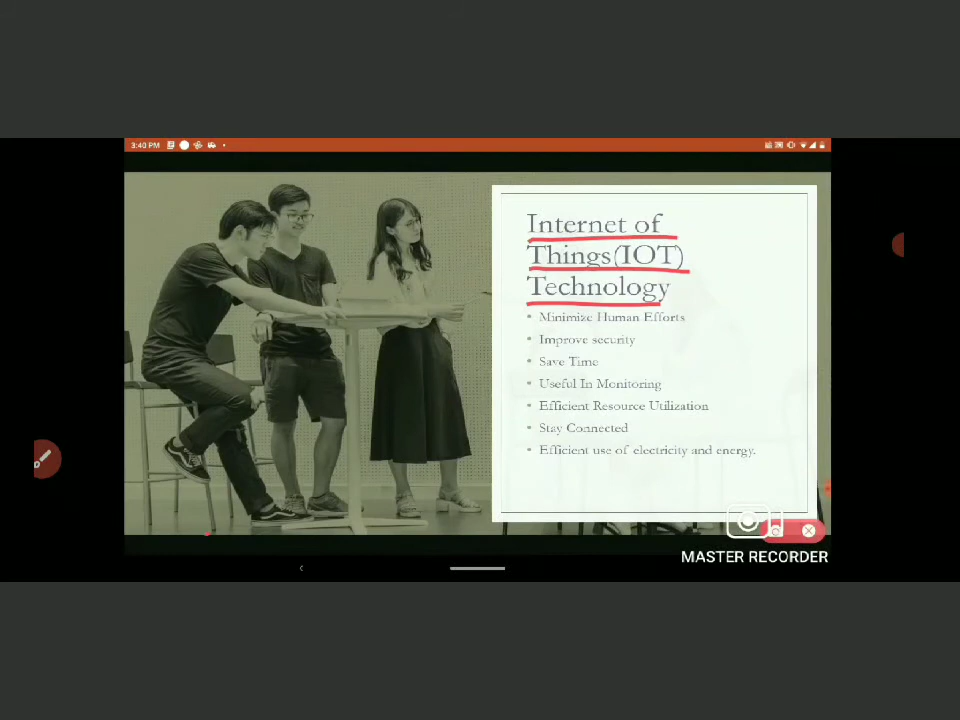 3:40 PM
Internet of
Things(IOT)
Technology
• Minimize Human Efforts
• Improve security
• Save Time
• Useful In Monitoring
• Efficient Resource Utilization
• Stay Connected
• Efficient use of electricity and energy.
MASTER RECORDER